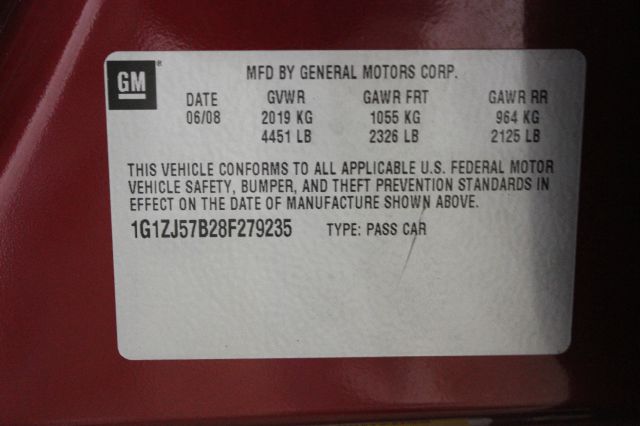 GM ®
MFD BY GENERAL MOTORS CORP.
DATE GVWR GAWR FRT GAWR RR
06/08 2019 KG 1055 KG 964 KG
4451 LB 2326 LB 2125 LB
THIS VEHICLE CONFORMS TO ALL APPLICABLE U.S. FEDERAL MOTOR
VEHICLE SAFETY, BUMPER, AND THEFT PREVENTION STANDARDS IN
EFFECT ON THE DATE OF MANUFACTURE SHOWN ABOVE.
1G1ZJ57B28F279235 TYPE: PASS CAR